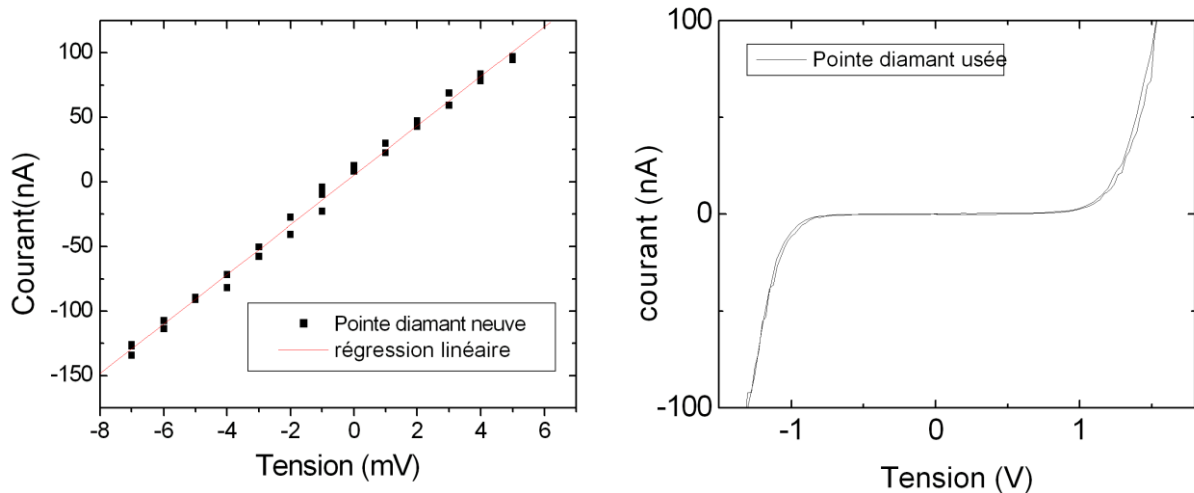 100
50
0
-50
-100
-150
Courant(nA)
-8
-6
-4
-2
0
2
4
6
Tension (mV)
Pointe diamant neuve
régression linéaire
100
0
-100
courant (nA)
-1
0
1
Tension (V)
Pointe diamant usée